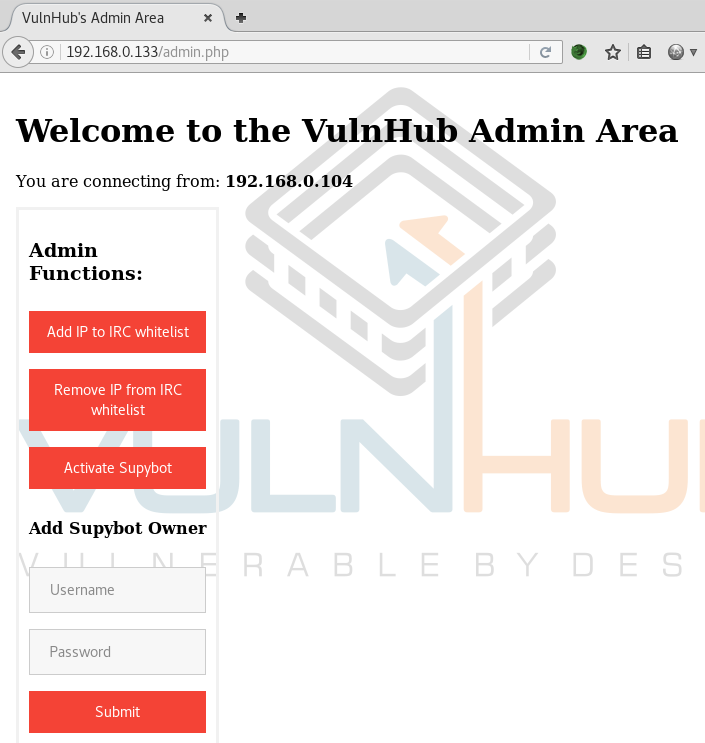 VulnHub's Admin Area
192.168.0.133/admin.php
Welcome to the VulnHub Admin Area
You are connecting from: 192.168.0.104
Admin
Functions:
Add IP to IRC whitelist
Remove IP from IRC
whitelist
Activate Supybot
VULNHU
Add Supybot Owner
VULNERABLE BY DES
Username
Password
Submit